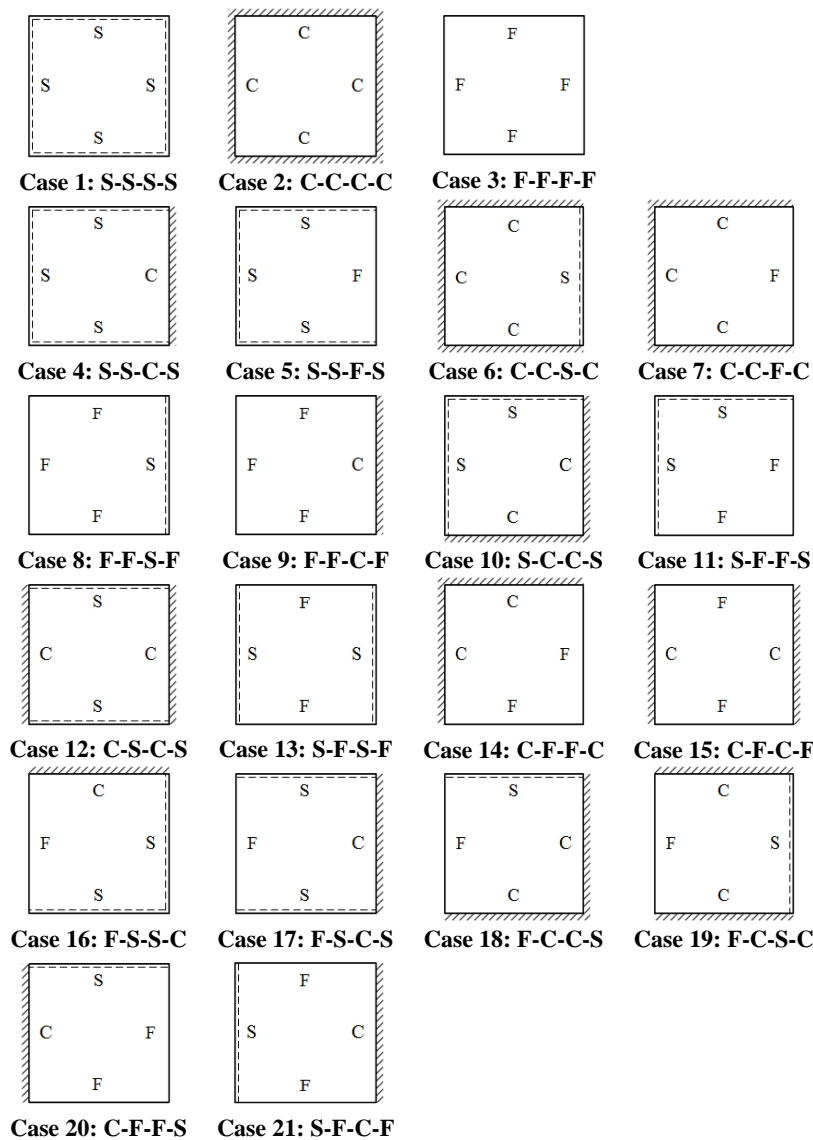 S C F
S S C C F F
S C F
Case 1: S-S-S-S Case 2: C-C-C-C Case 3: F-F-F-F
S S C C
S C S F C S C F
S S C C
Case 4: S-S-C-S Case 5: S-S-F-S Case 6: C-C-S-C Case 7: C-C-F-C
F F S S
F S F C S C S F
F F C F
Case 8: F-F-S-F Case 9: F-F-C-F Case 10: S-C-C-S Case 11: S-F-F-S
S F C F
C C S S C F C C
S F F F
Case 12: C-S-C-S Case 13: S-F-S-F Case 14: C-F-F-C Case 15: C-F-C-F
C S S C
F S F C F C F S
S S C C
Case 16: F-S-S-C Case 17: F-S-C-S Case 18: F-C-C-S Case 19: F-C-S-C
S F
C F S C
F F
Case 20: C-F-F-S Case 21: S-F-C-F